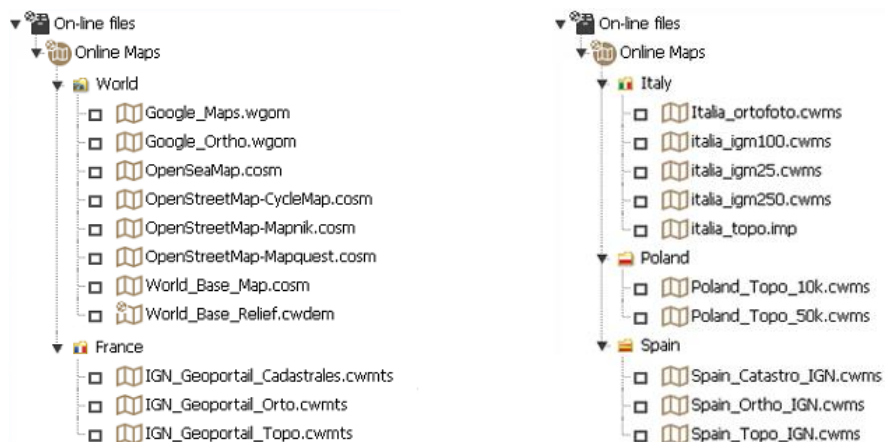 On-line files
Online Maps
World
Google_Maps.wgom
Google_Ortho.wgom
OpenSeaMap.cosm
OpenStreetMap-CycleMap.cosm
OpenStreetMap-Mapnik.cosm
OpenStreetMap-Mapquest.cosm
World_Base_Map.cosm
World_Base_Relief.cwdem
France
IGN_Geoportail_Cadastrales.cwmts
IGN_Geoportail_Orto.cwmts
IGN_Geoportail_Topo.cwmts
On-line files
Online Maps
Italy
Italia_ortofoto.cwms
italia_igm100.cwms
italia_igm25.cwms
italia_igm250.cwms
italia_topo.imp
Poland
Poland_Topo_10k.cwms
Poland_Topo_50k.cwms
Spain
Spain_Catastro_IGN.cwms
Spain_Ortho_IGN.cwms
Spain_Topo_IGN.cwms